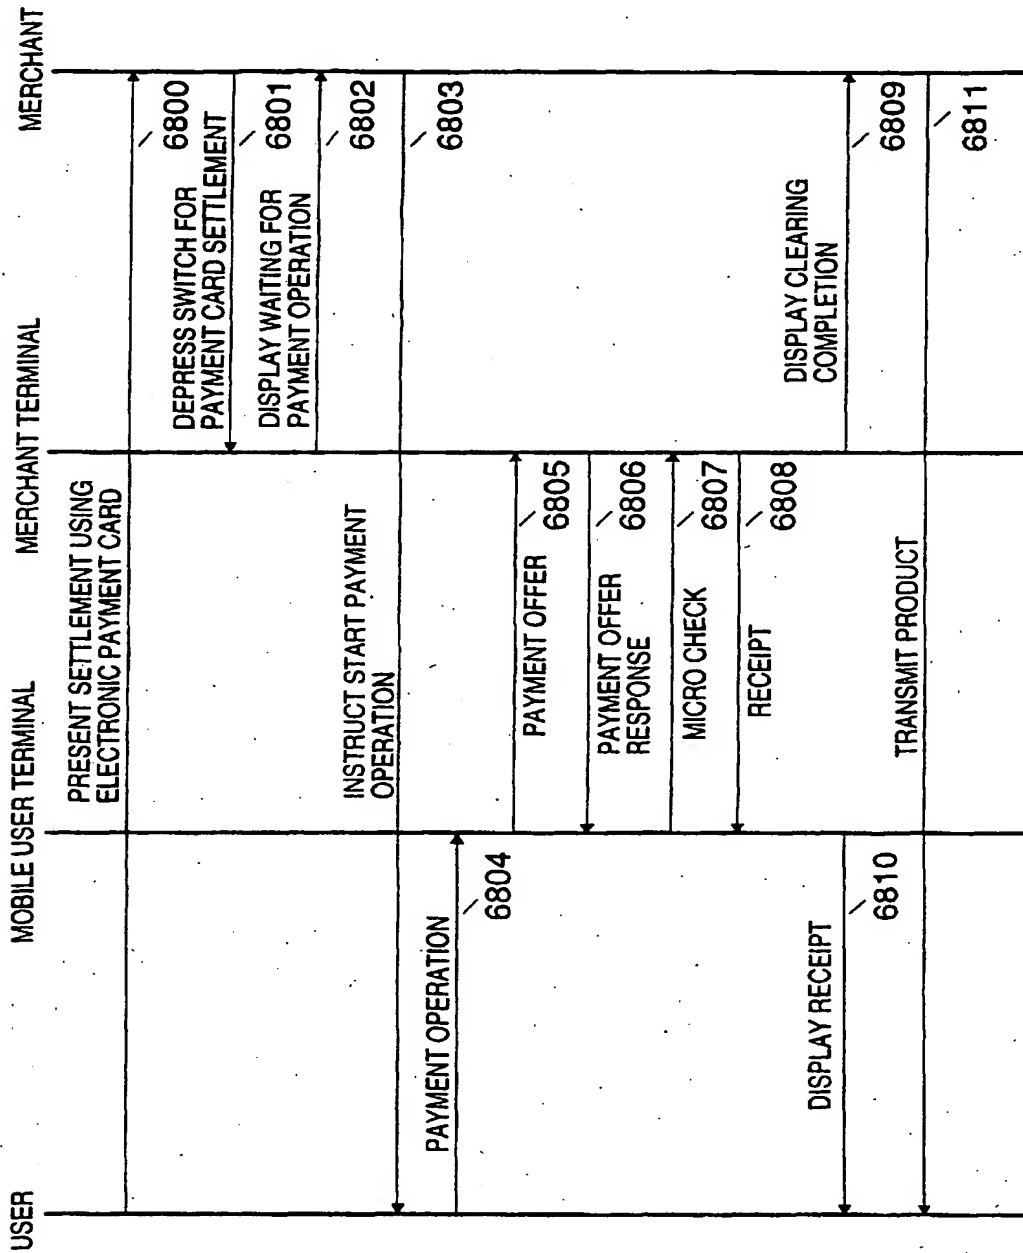 USER
MOBILE USER TERMINAL
MERCHANT TERMINAL
MERCHANT
PRESENT SETTLEMENT USING
ELECTRONIC PAYMENT CARD
6800
DEPRESS SWITCH FOR
PAYMENT CARD SETTLEMENT
6801
DISPLAY WAITING FOR
PAYMENT OPERATION
6802
INSTRUCT START PAYMENT
OPERATION
6803
PAYMENT OPERATION
6804
PAYMENT OFFER
6805
PAYMENT OFFER
RESPONSE
6806
MICRO CHECK
6807
RECEIPT
6808
DISPLAY CLEARING
COMPLETION
6809
DISPLAY RECEIPT
6810
TRANSMIT PRODUCT
6811